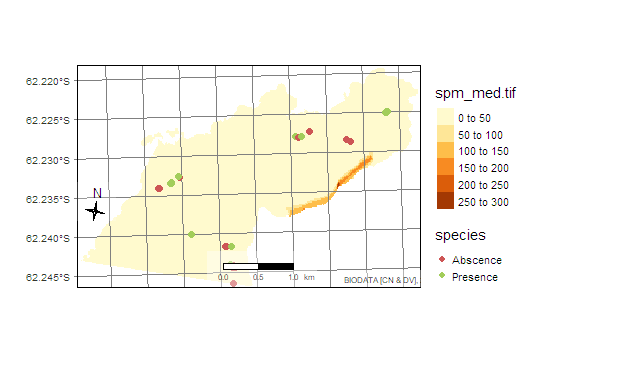 62.220°S
62.225°S
62.230°S
62.235°S
62.240°S
62.245°S
N
0.0 0.5 1.0 km
BIODATA [CN & DV],
spm_med.tif
0 to 50
50 to 100
100 to 150
150 to 200
200 to 250
250 to 300
species
Abscence
Presence